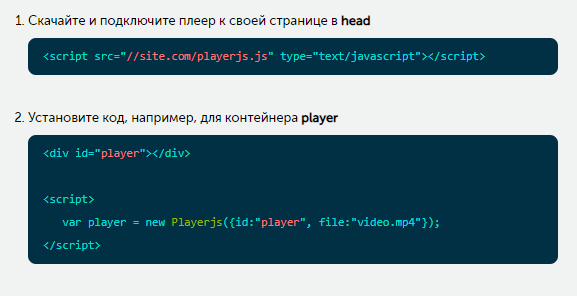 1. Скачайте и подключите плеер к своей странице в head
<script src="//site.com/playerjs.js" type="text/javascript"></script>
2. Установите код, например, для контейнера player
<div id="player"></div>
<script>
var player = new Playerjs({id:"player", file:"video.mp4"});
</script>